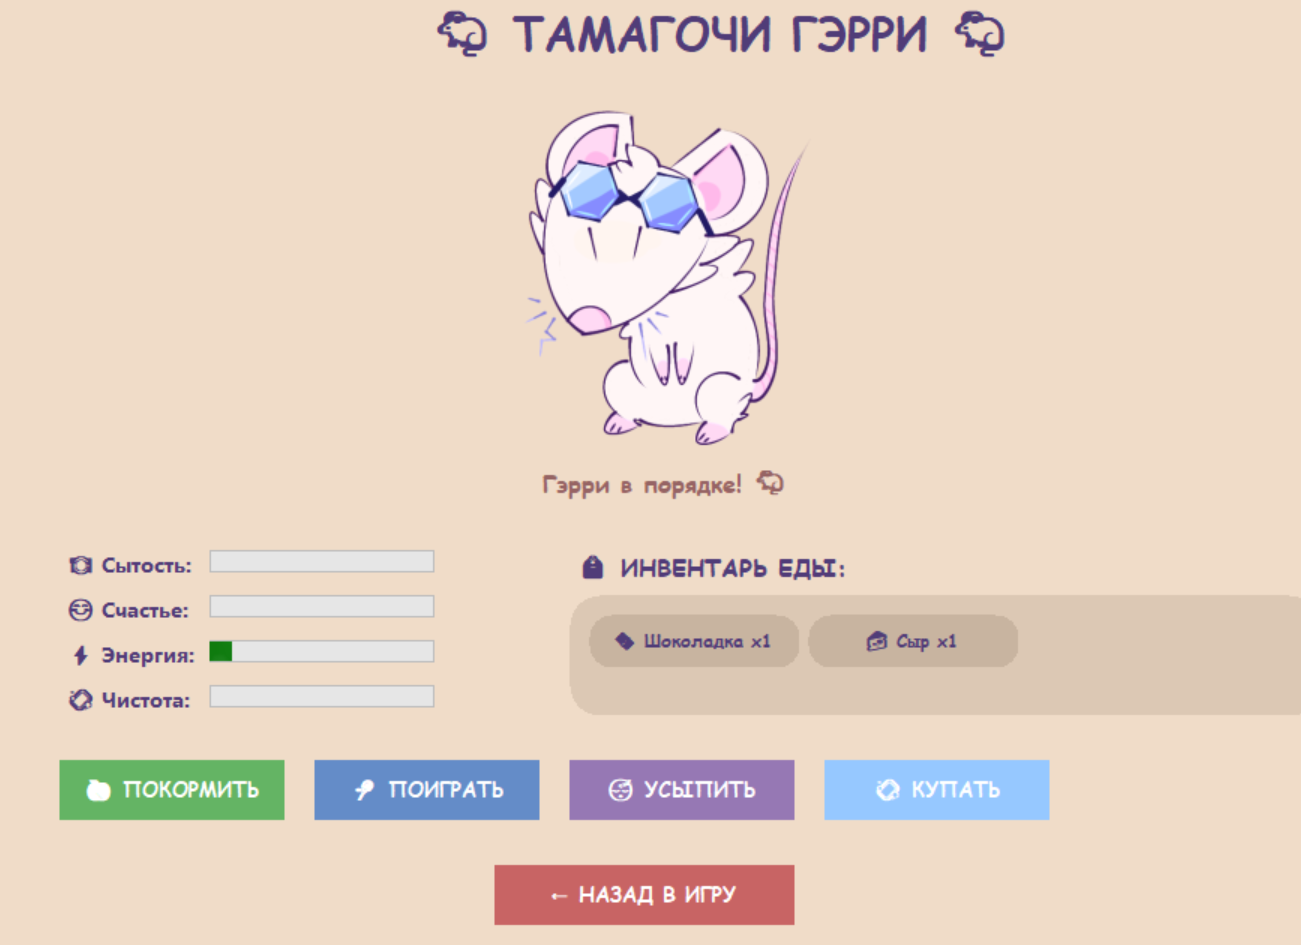 ТАМАГОЧИ ГЭРРИ
Гэрри в порядке!
Сытость:
Счастье:
Энергия:
Чистота:
ИНВЕНТАРЬ ЕДЫ:
Шоколадка x1
Сыр x1
ПОКОРМИТЬ
ПОИГРАТЬ
УСЫПИТЬ
КУПАТЬ
← НАЗАД В ИГРУ